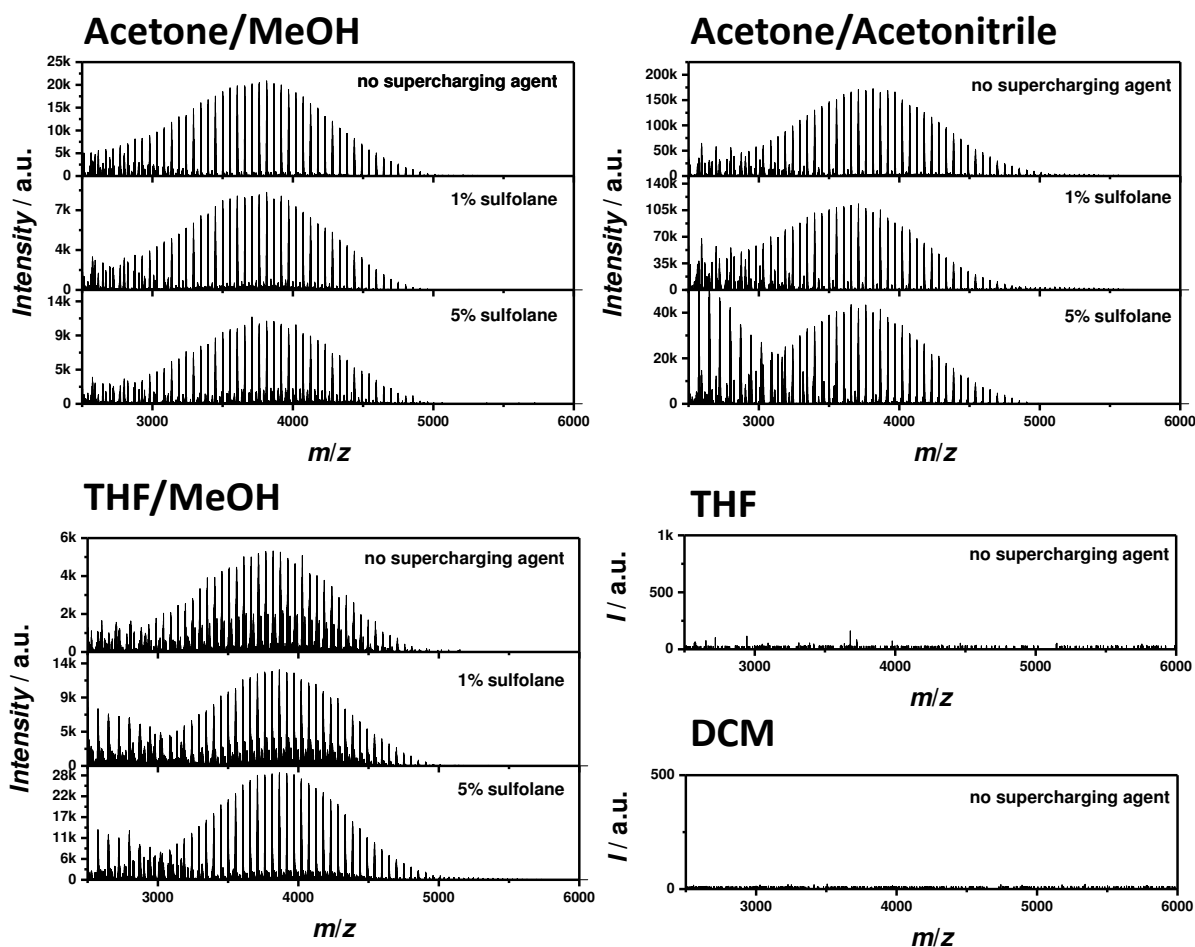 Acetone/MeOH
25k
20k
15k
10k
5k
0
no supercharging agent
7k
4k
0
1% sulfolane
14k
9k
5k
0
5% sulfolane
Intensity / a.u.
3000 4000 5000 6000
m/z
Acetone/Acetonitrile
200k
150k
100k
50k
0
no supercharging agent
140k
105k
70k
35k
0
1% sulfolane
40k
20k
0
5% sulfolane
Intensity / a.u.
3000 4000 5000 6000
m/z
THF/MeOH
6k
4k
2k
0
no supercharging agent
14k
9k
5k
0
1% sulfolane
28k
22k
17k
11k
6k
0
5% sulfolane
Intensity / a.u.
3000 4000 5000 6000
m/z
THF
1k
500
0
no supercharging agent
I / a.u.
3000 4000 5000 6000
m/z
DCM
500
0
no supercharging agent
I / a.u.
3000 4000 5000 6000
m/z